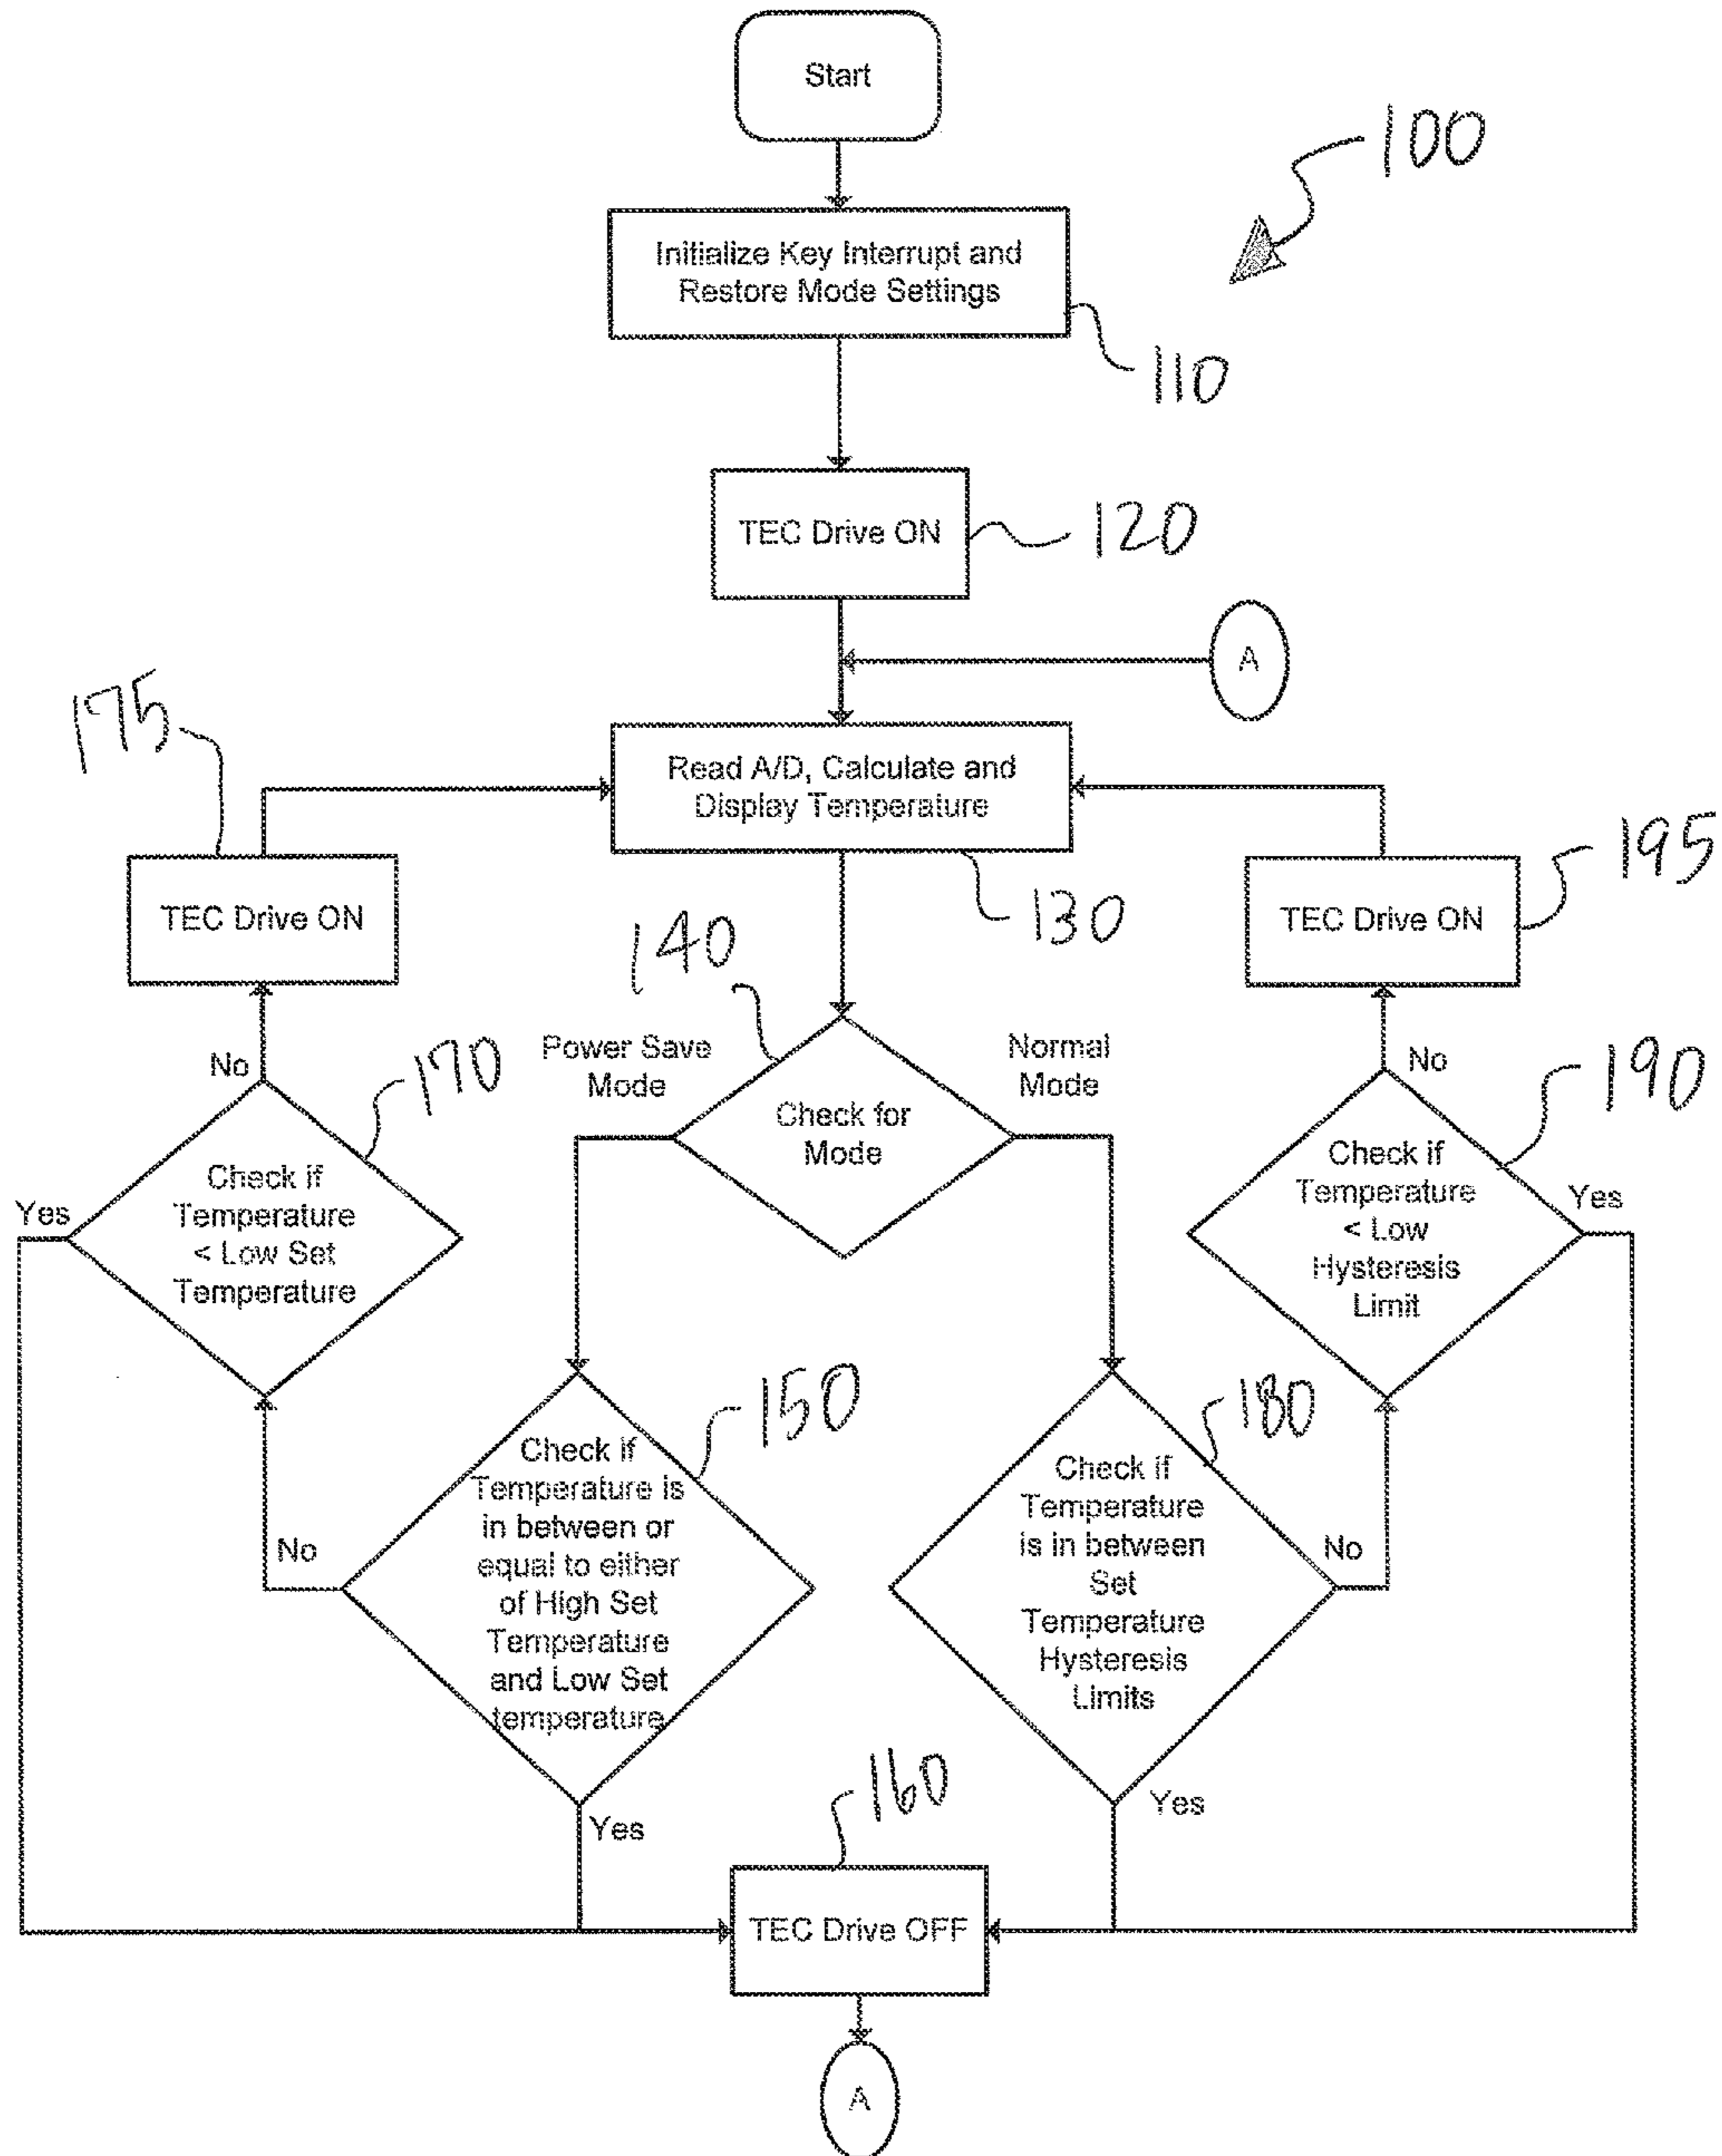 Start
100
Initialize Key Interrupt and
Restore Mode Settings
110
TEC Drive ON
120
A
175
Read A/D, Calculate and
Display Temperature
195
TEC Drive ON
130
TEC Drive ON
140
Power Save
Mode
Normal
Mode
No
170
No
190
Check for
Mode
Check if
Temperature
< Low Set
Temperature
Yes
Check if
Temperature
< Low
Hysteresis
Limit
Yes
150
180
Check if
Temperature is
in between or
equal to either
of High Set
Temperature
and Low Set
temperature
No
Check if
Temperature
is in between
Set
Temperature
Hysteresis
Limits
No
160
Yes
Yes
TEC Drive OFF
A